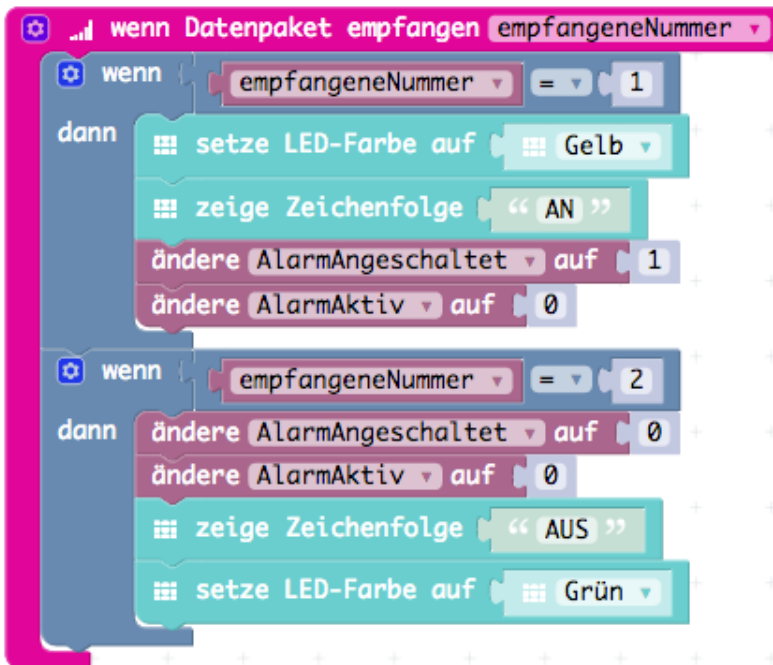 wenn Datenpaket empfangen empfangeneNummer
wenn empfangeneNummer = 1
dann setze LED-Farbe auf Gelb
zeige Zeichenfolge “ AN ”
ändere AlarmAngeschaltet auf 1
ändere AlarmAktiv auf 0
wenn empfangeneNummer = 2
dann ändere AlarmAngeschaltet auf 0
ändere AlarmAktiv auf 0
zeige Zeichenfolge “ AUS ”
setze LED-Farbe auf Grün